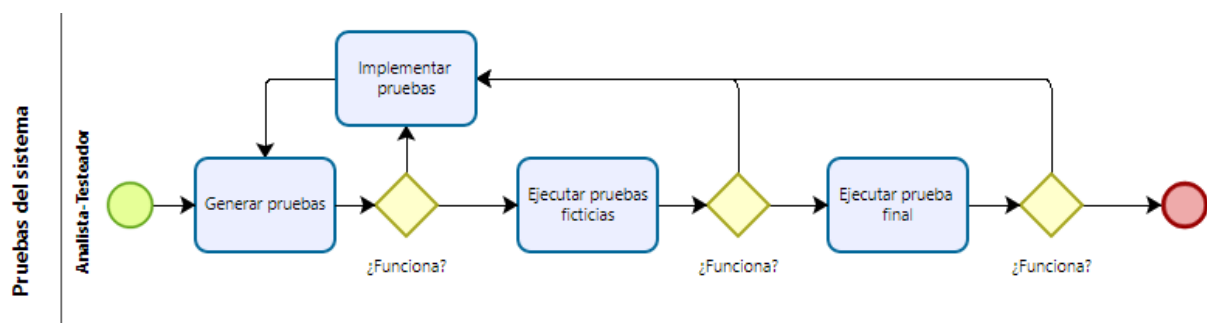 Pruebas del sistema
Analista-Testeador
Implementar
pruebas
Generar pruebas
¿Funciona?
Ejecutar pruebas
ficticias
¿Funciona?
Ejecutar prueba
final
¿Funciona?